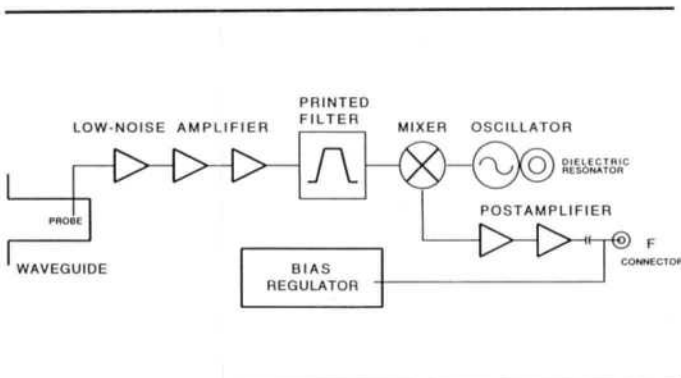 PRINTED
FILTER
LOW-NOISE AMPLIFIER
MIXER
OSCILLATOR
DIELECTRIC
RESONATOR
PROBE
WAVEGUIDE
POSTAMPLIFIER
F
CONNECTOR
BIAS
REGULATOR